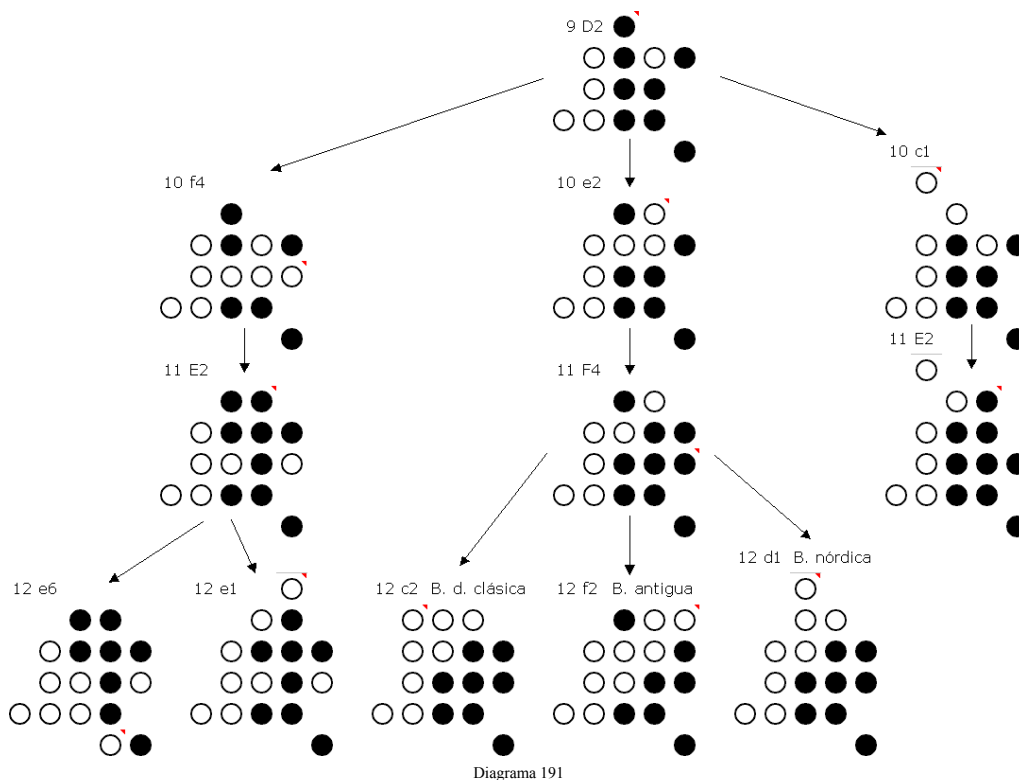 9 D2
10 f4
10 e2
10 c1
11 E2
11 F4
11 E2
12 e6
12 e1
12 c2 B. d. clásica
12 f2 B. antigua
12 d1 B. nórdica
Diagrama 191